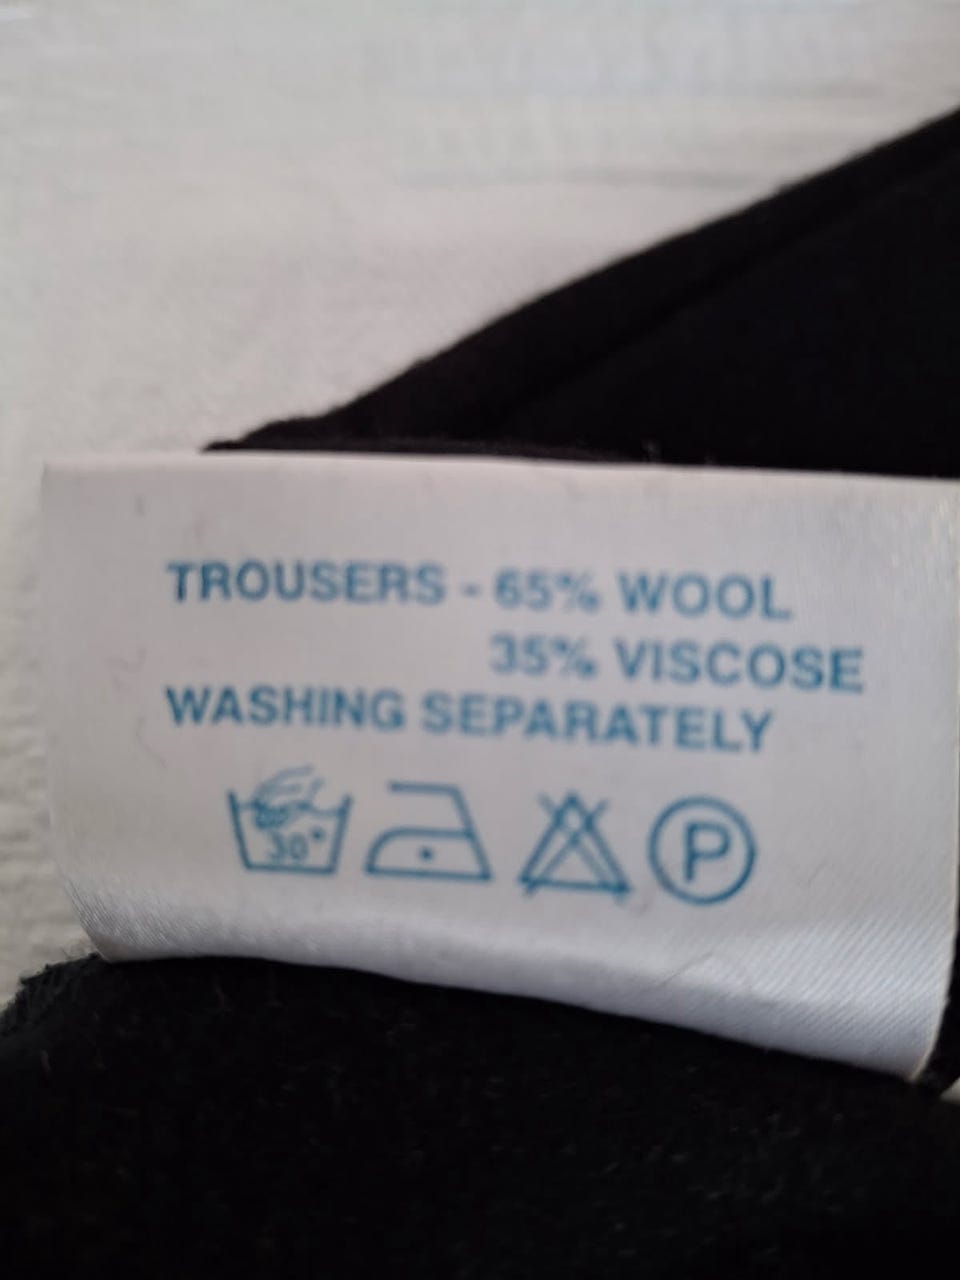 TROUSERS - 65% WOOL
35% VISCOSE
WASHING SEPARATELY
30°
P